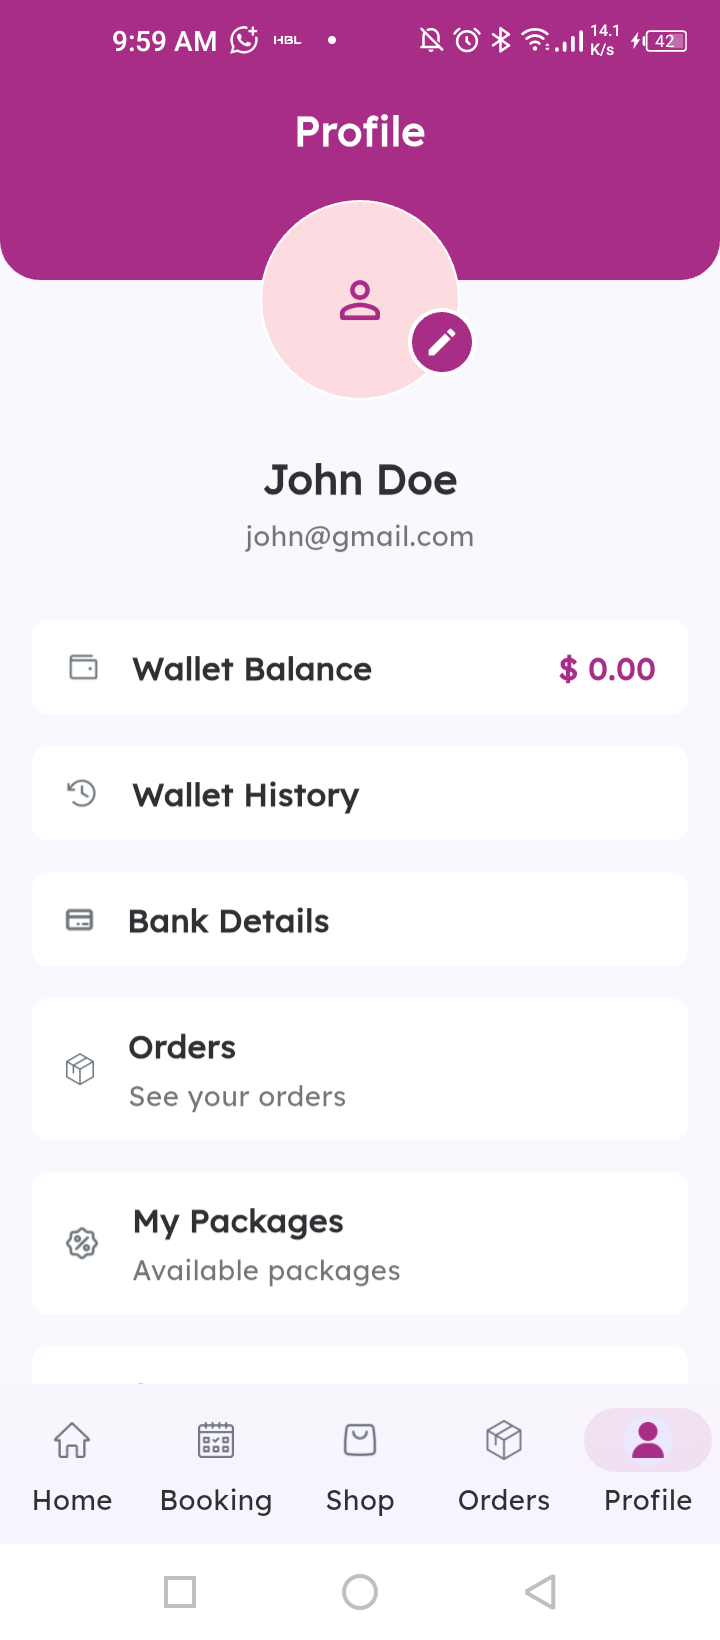 9:59 AM HBL 14.1 K/s 42
Profile
John Doe
john@gmail.com
Wallet Balance $ 0.00
Wallet History
Bank Details
Orders
See your orders
My Packages
Available packages
Home Booking Shop Orders Profile